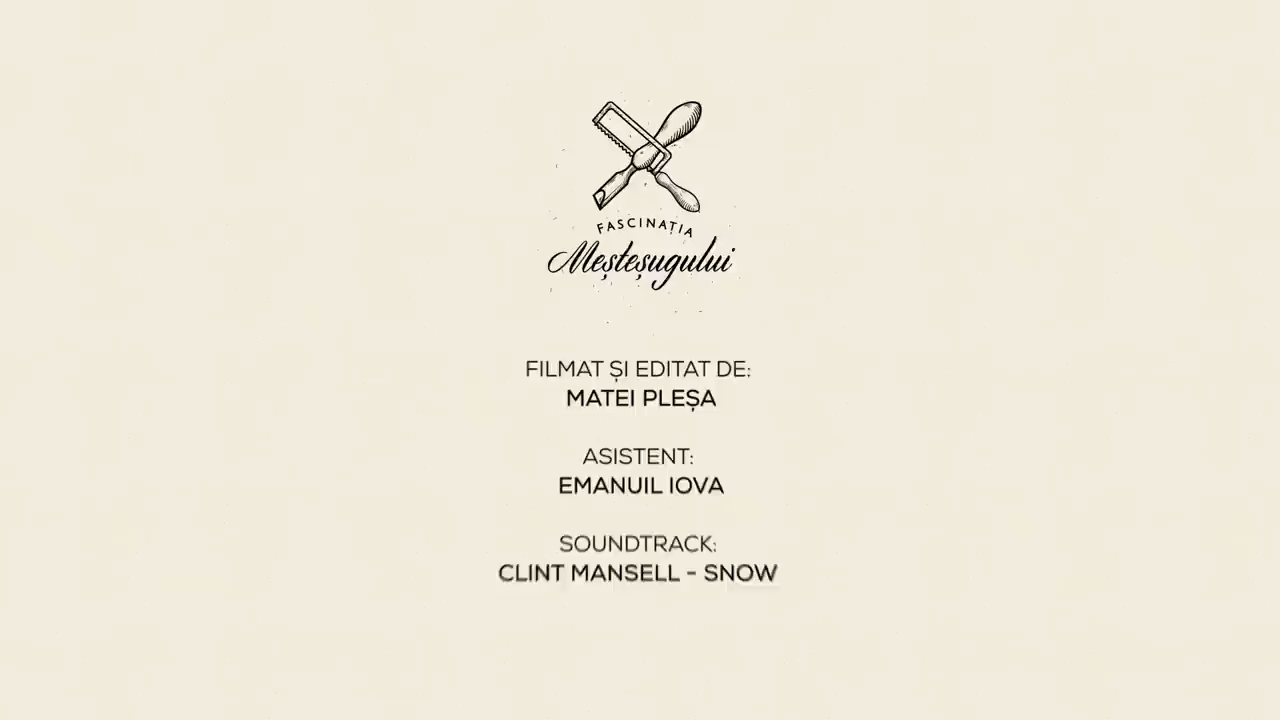 FASCINAȚIA
Meșteșugului
FILMAT ȘI EDITAT DE:
MATEI PLEȘA
ASISTENT:
EMANUIL IOVA
SOUNDTRACK:
CLINT MANSELL - SNOW